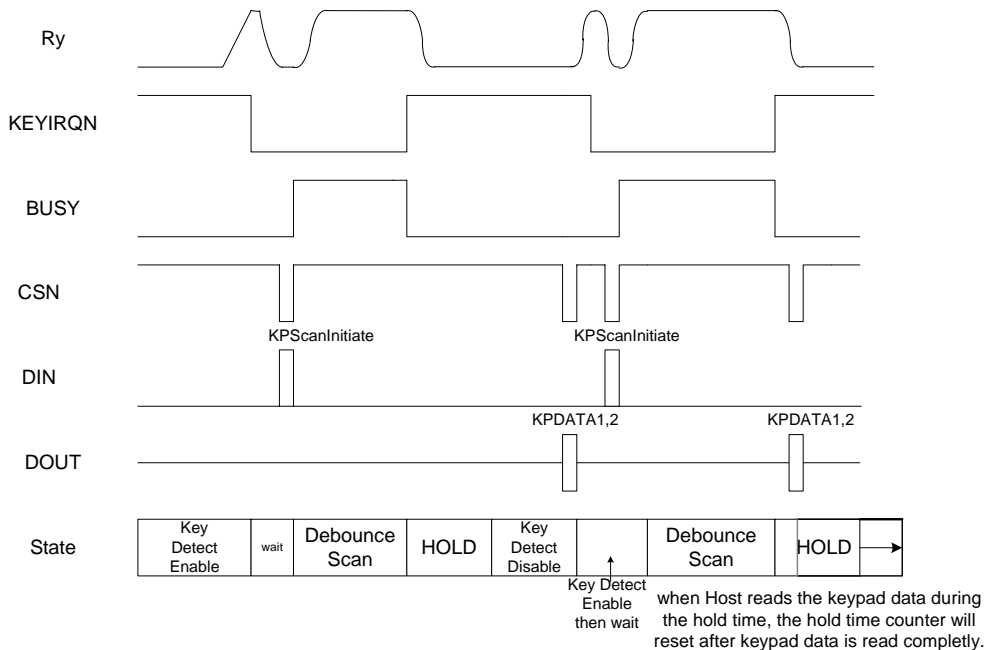 Ry
KEYIRQN
BUSY
CSN
KPScanInitiate
KPScanInitiate
DIN
KPDATA1,2
KPDATA1,2
DOUT
State
Key
Detect
Enable
wait
Debounce
Scan
HOLD
Key
Detect
Disable
Debounce
Scan
HOLD
Key Detect
Enable
then wait
when Host reads the keypad data during
the hold time, the hold time counter will
reset after keypad data is read completly.